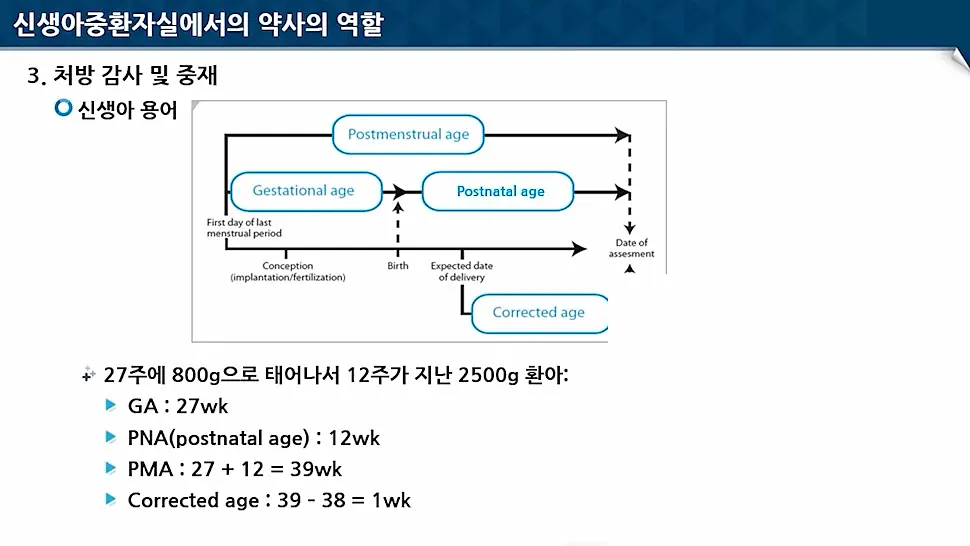 신생아중환자실에서의 약사의 역할
3. 처방 감사 및 중재
신생아 용어
Postmenstrual age
Gestational age
Postnatal age
First day of last
menstrual period
Conception
(implantation/fertilization)
Birth
Expected date
of delivery
Date of
assesment
Corrected age
27주에 800g으로 태어나서 12주가 지난 2500g 환아:
GA : 27wk
PNA(postnatal age) : 12wk
PMA : 27 + 12 = 39wk
Corrected age : 39 – 38 = 1wk